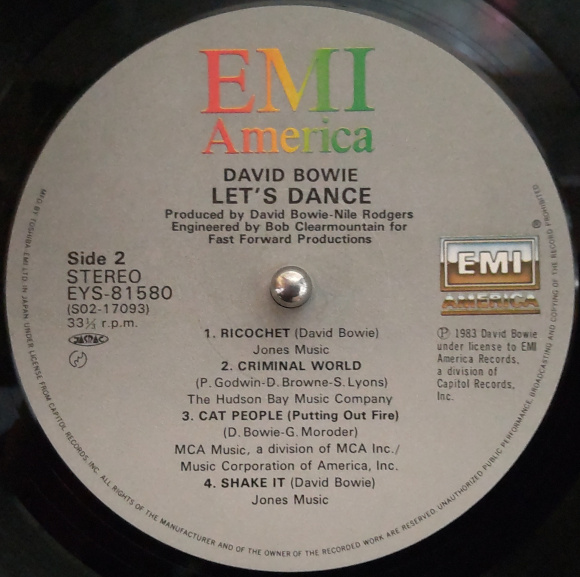 EMI
America
DAVID BOWIE
LET'S DANCE
Produced by David Bowie-Nile Rodgers
Engineered by Bob Clearmountain for
Fast Forward Productions
Side 2
STEREO
EYS-81580
(S02-17093)
33⅓ r.p.m.
JASRAC
EMI
AMERICA
Ⓟ 1983 David Bowie
under license to EMI
America Records,
a division of
Capitol Records,
Inc.
1. RICOCHET (David Bowie)
Jones Music
2. CRIMINAL WORLD
(P. Godwin-D. Browne-S. Lyons)
The Hudson Bay Music Company
3. CAT PEOPLE (Putting Out Fire)
(D. Bowie-G. Moroder)
MCA Music, a division of MCA Inc./
Music Corporation of America, Inc.
4. SHAKE IT (David Bowie)
Jones Music
MFG BY TOSHIBA-EMI LTD. IN JAPAN UNDER LICENSE FROM CAPITOL RECORDS, INC. ALL RIGHTS OF THE MANUFACTURER AND OF THE OWNER OF THE RECORDED WORK ARE RESERVED. UNAUTHORIZED PUBLIC PERFORMANCE, BROADCASTING AND COPYING OF THE RECORD PROHIBITED. Ⓡ